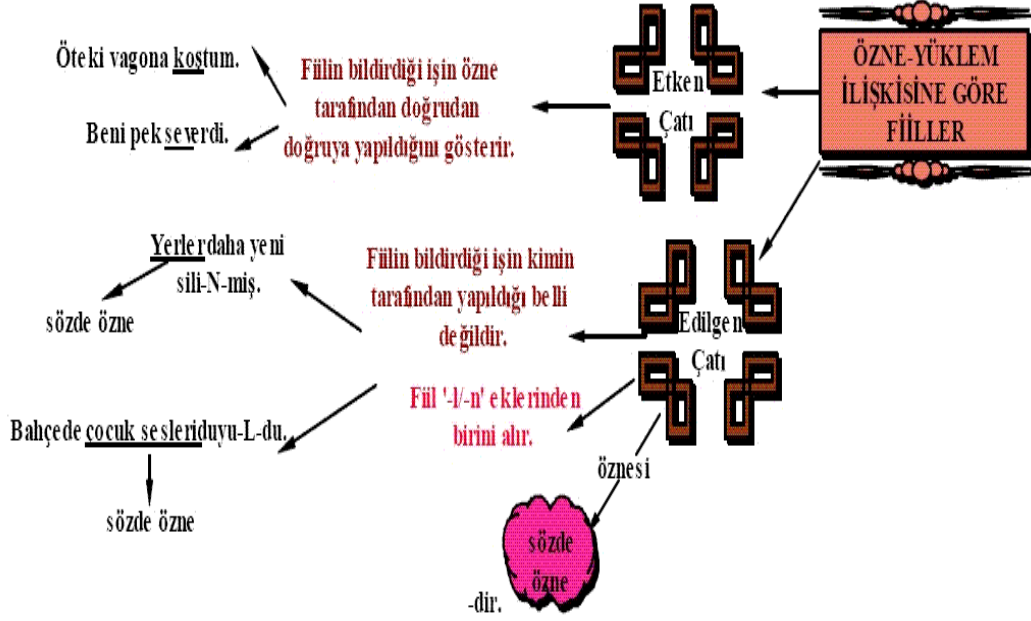 ÖZNE-YÜKLEM
İLİŞKİSİNE GÖRE
FİİLLER
Etken
Çatı
Fiilin bildirdiği işin özne
tarafından doğrudan
doğruya yapıldığını gösterir.
Öteki vagona koştum.
Beni pek severdi.
Edilgen
Çatı
Fiilin bildirdiği işin kimin
tarafından yapıldığı belli
değildir.
Yerler daha yeni
sili-N-miş.
sözde özne
Bahçede çocuk sesleri duyu-L-du.
sözde özne
Fiil '-l/-n' eklerinden
birini alır.
öznesi
sözde
özne
-dir.